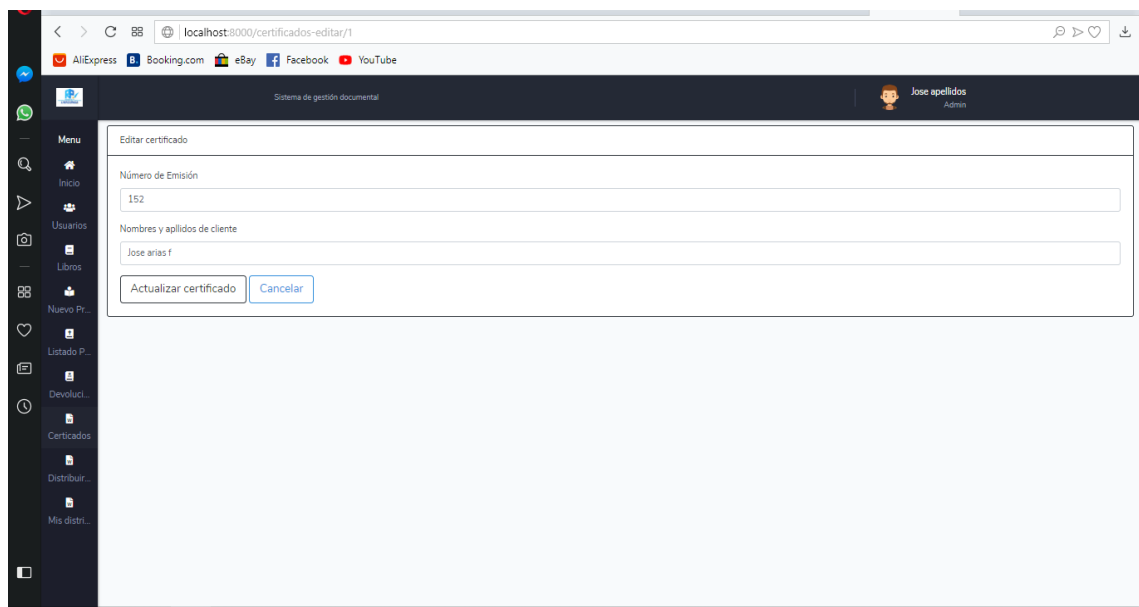 localhost:8000/certificados-editar/1
AliExpress B. Booking.com eBay Facebook YouTube
Sistema de gestión documental
Jose apellidos
Admin
Menu
Inicio
Usuarios
Libros
Nuevo Pr...
Listado P...
Devoluci...
Certicados
Distribuir...
Mis distri...
Editar certificado
Número de Emisión
152
Nombres y apllidos de cliente
Jose arias f
Actualizar certificado Cancelar